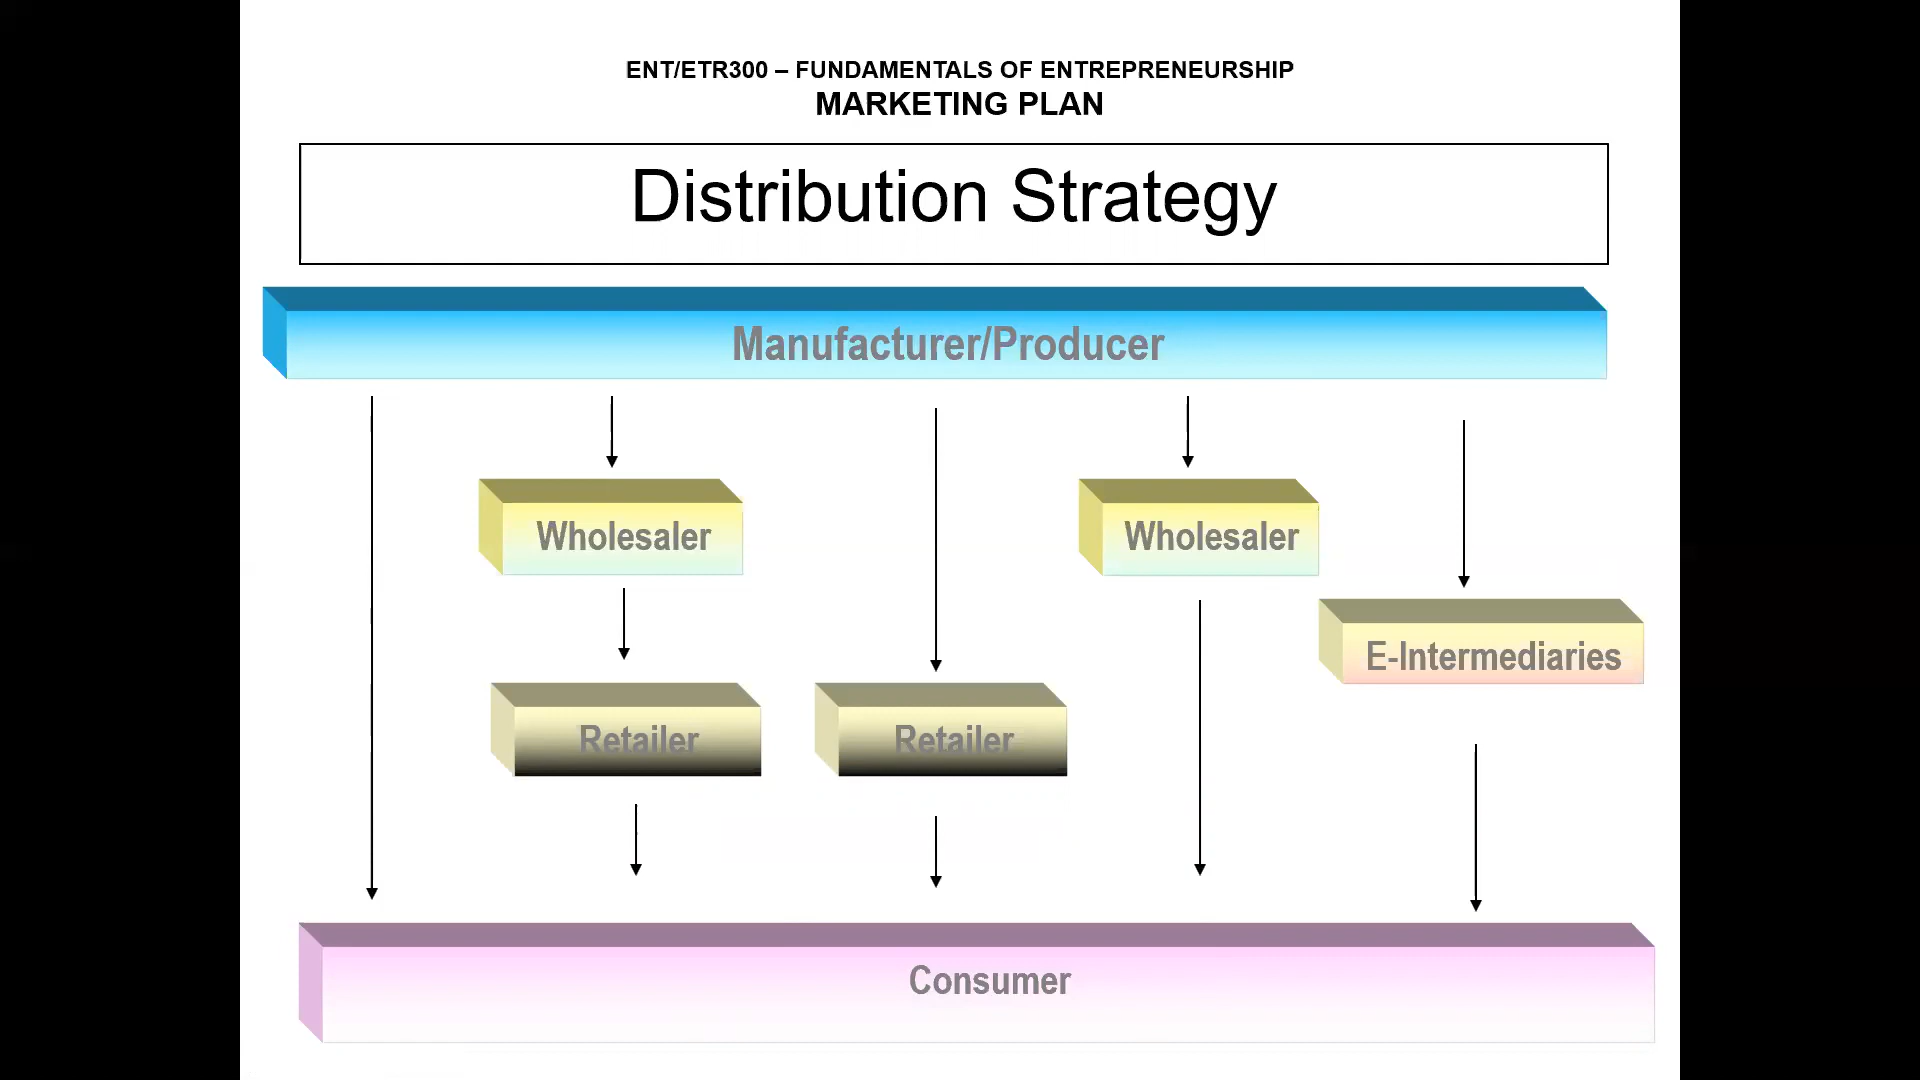 ENT/ETR300 – FUNDAMENTALS OF ENTREPRENEURSHIP
MARKETING PLAN
Distribution Strategy
Manufacturer/Producer
Wholesaler
Wholesaler
E-Intermediaries
Retailer
Retailer
Consumer